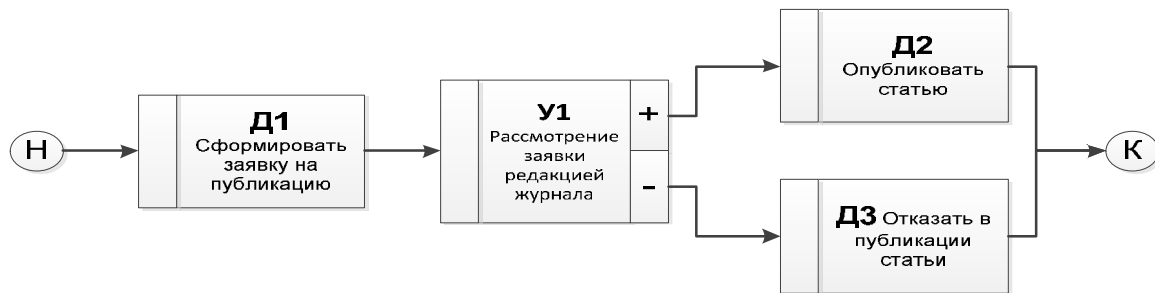 Н
Д1
Сформировать
заявку на
публикацию
У1
Рассмотрение
заявки
редакцией
журнала
+
-
Д2
Опубликовать
статью
Д3 Отказать в
публикации
статьи
К